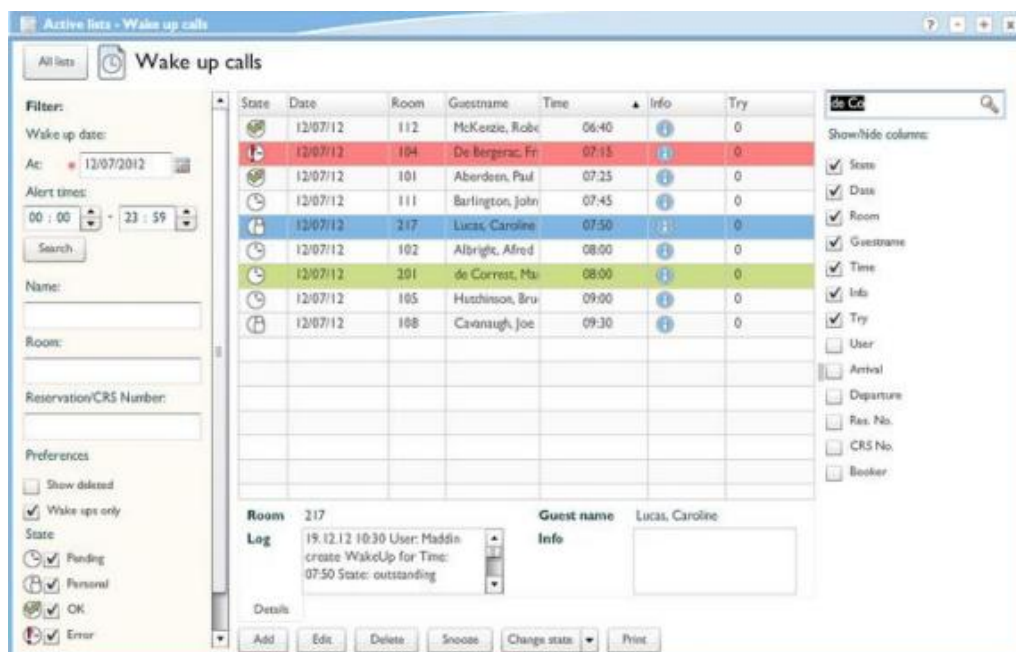 Active lists - Wake up calls
? - + x
All lists Wake up calls
Filter:
Wake up date:
At: * 12/07/2012
Alert times:
00 : 00 - 23 : 59
Search
Name:
Room:
Reservation/CRS Number:
Preferences
Show deleted
Wake ups only
State
Pending
Personal
OK
Error
State Date Room Guestname Time Info Try
12/07/12 112 McKenzie, Robe 06:40 0
12/07/12 104 De Bergerac, Fr 07:15 0
12/07/12 101 Aberdeen, Paul 07:25 0
12/07/12 111 Barlington, John 07:45 0
12/07/12 217 Lucas, Caroline 07:50 0
12/07/12 102 Albright, Alfred 08:00 0
12/07/12 201 de Correst, Ma 08:00 0
12/07/12 105 Hutchinson, Bru 09:00 0
12/07/12 108 Cavanaugh, Joe 09:30 0
Room 217 Guest name Lucas, Caroline
Log Info
19.12.12 10:30 User: Maddin
create WakeUp for Time:
07:50 State: outstanding
Details
Add Edit Delete Snooze Change state Print
de Co
Show/hide columns:
State
Date
Room
Guestname
Time
Info
Try
User
Arrival
Departure
Res. No.
CRS No.
Booker